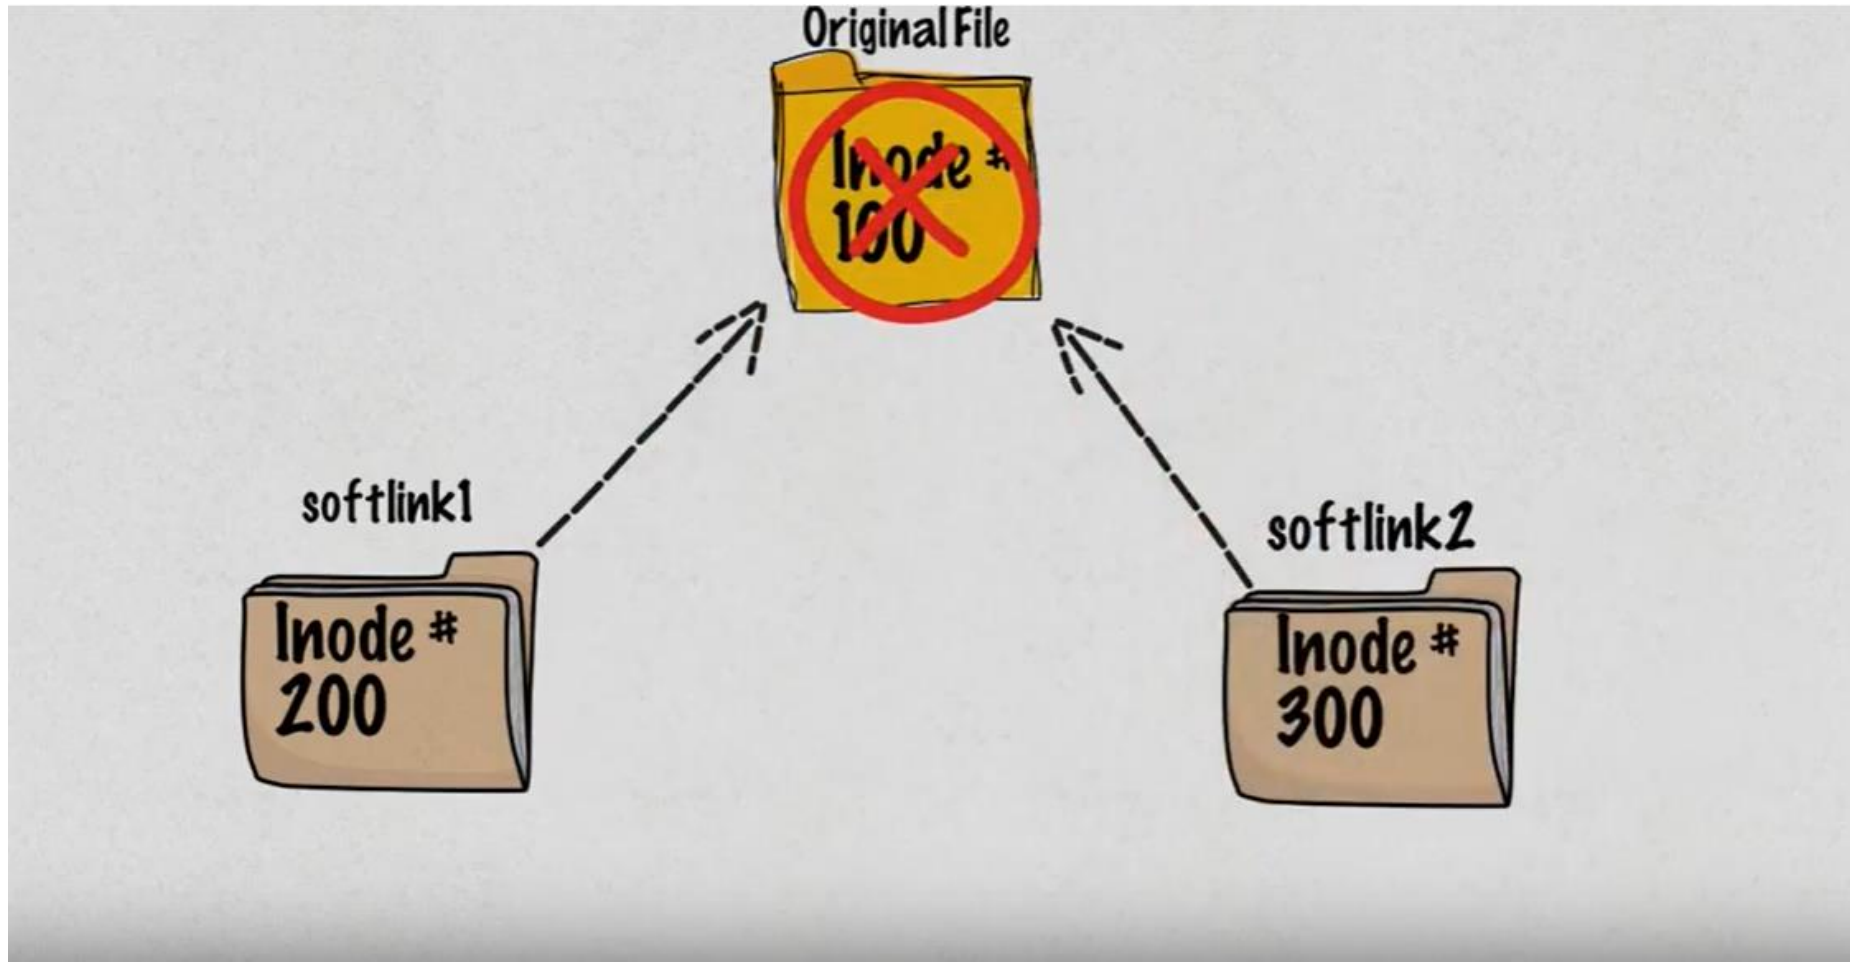 Original File
Inode #
100
softlink1
Inode #
200
softlink2
Inode #
300